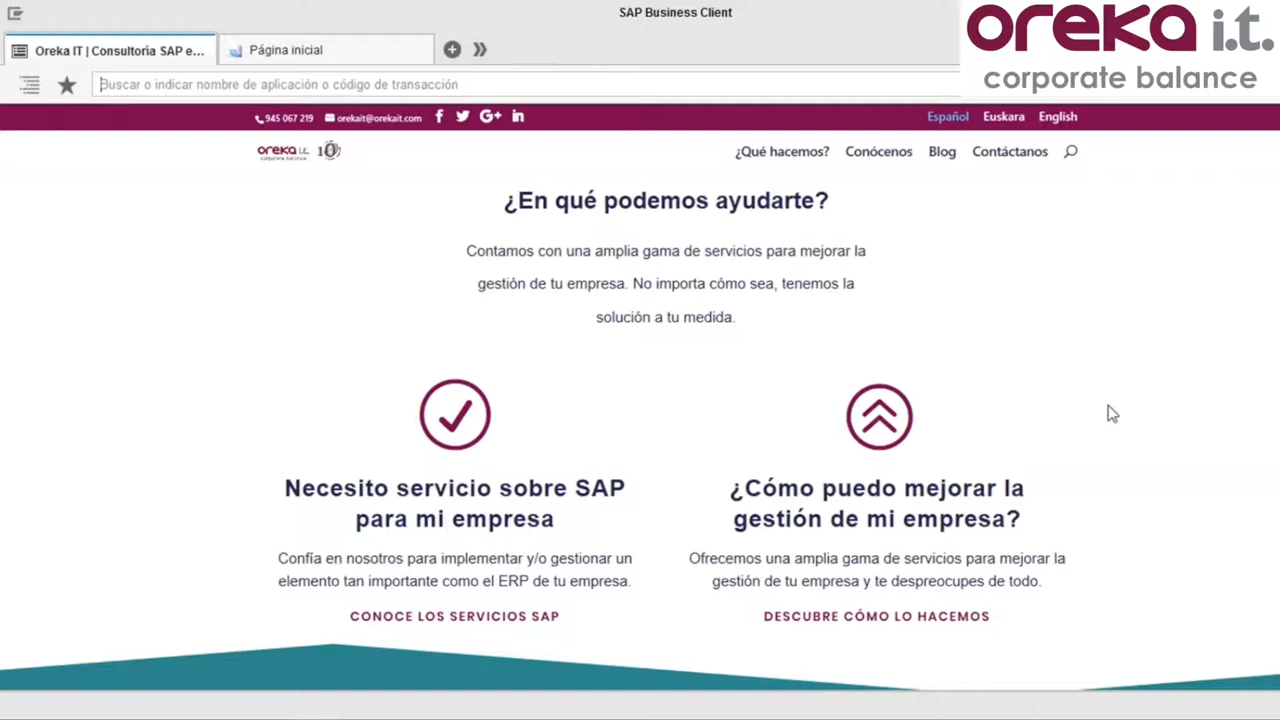 SAP Business Client
oreka i.t.
corporate balance
Oreka IT | Consultoria SAP e...
Página inicial
Buscar o indicar nombre de aplicación o código de transacción
945 067 219
orekait@orekait.com
Español
Euskara
English
oreka i.t.
corporate balance
10
¿Qué hacemos?
Conócenos
Blog
Contáctanos
¿En qué podemos ayudarte?
Contamos con una amplia gama de servicios para mejorar la
gestión de tu empresa. No importa cómo sea, tenemos la
solución a tu medida.
Necesito servicio sobre SAP
para mi empresa
Confía en nosotros para implementar y/o gestionar un
elemento tan importante como el ERP de tu empresa.
CONOCE LOS SERVICIOS SAP
¿Cómo puedo mejorar la
gestión de mi empresa?
Ofrecemos una amplia gama de servicios para mejorar la
gestión de tu empresa y te despreocupes de todo.
DESCUBRE CÓMO LO HACEMOS